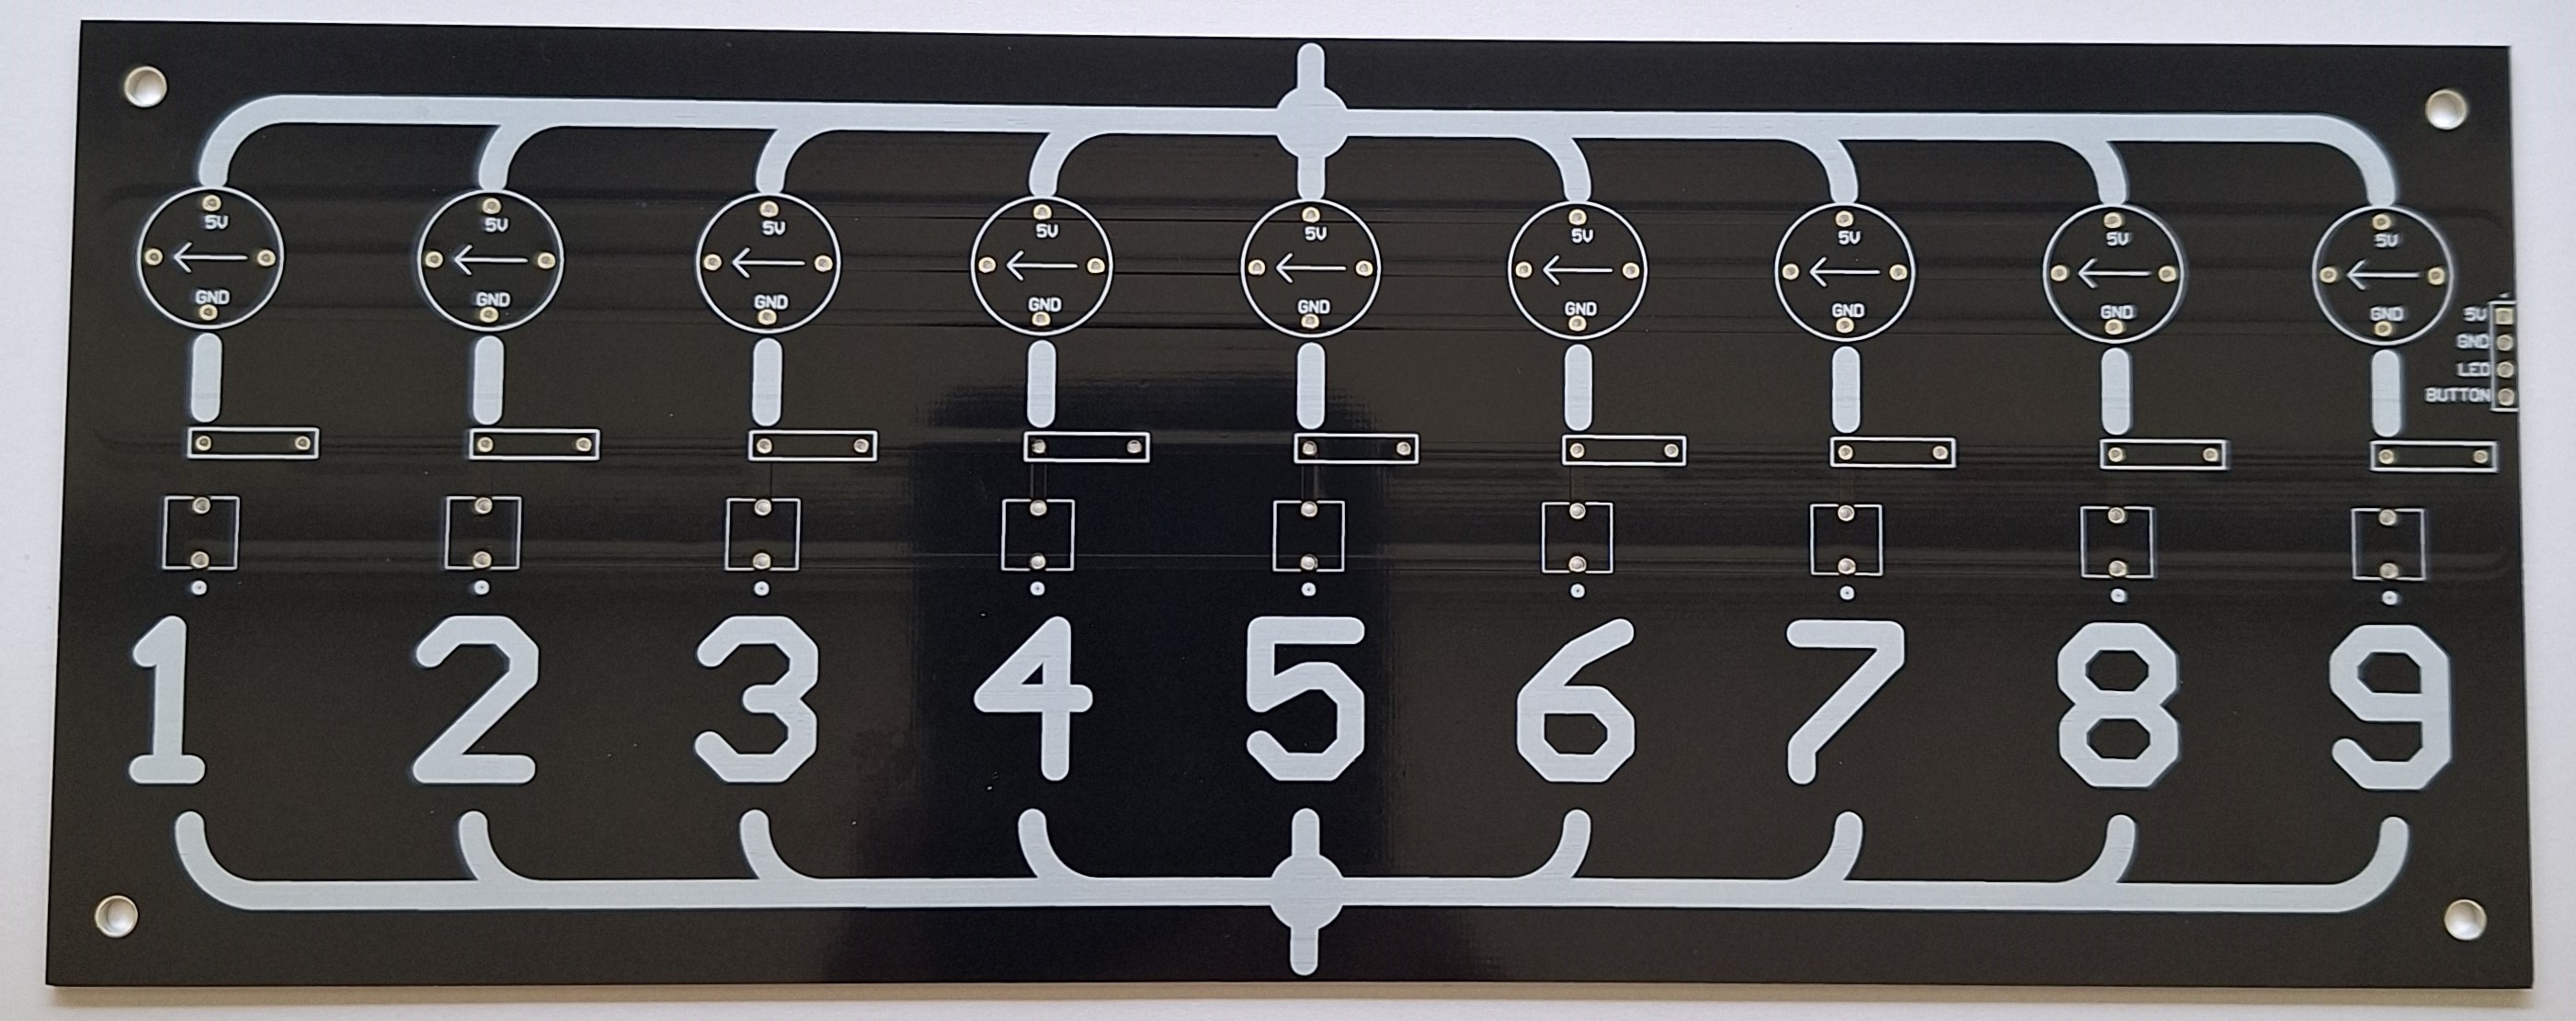 5V 5V 5V 5V 5V 5V 5V 5V 5V
GND GND GND GND GND GND GND GND GND
5V
GND
LED
BUTTON
1 2 3 4 5 6 7 8 9